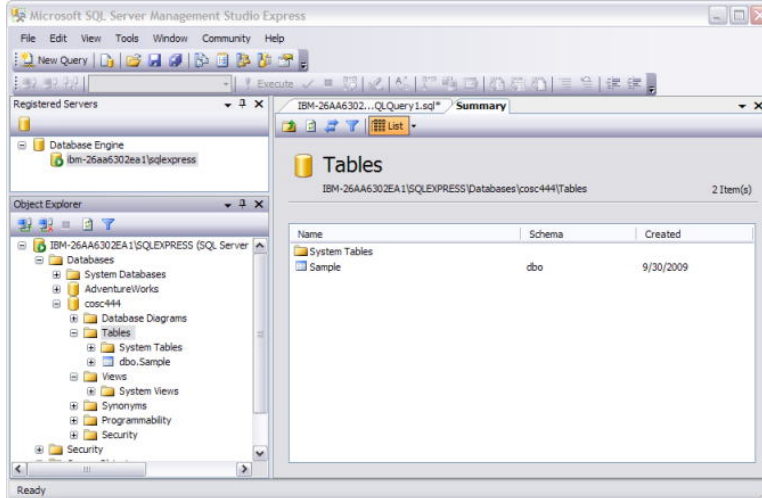 Microsoft SQL Server Management Studio Express
File Edit View Tools Window Community Help
New Query
Execute
Registered Servers
Database Engine
ibm-26aa6302ea1\sqlexpress
Object Explorer
IBM-26AA6302EA1\SQLEXPRESS (SQL Server
Databases
System Databases
AdventureWorks
cosc444
Database Diagrams
Tables
System Tables
dbo.Sample
Views
System Views
Synonyms
Programmability
Security
Security
IBM-26AA6302...QLQuery1.sql* Summary
List
Tables
IBM-26AA6302EA1\SQLEXPRESS\Databases\cosc444\Tables 2 Item(s)
Name Schema Created
System Tables
Sample dbo 9/30/2009
Ready